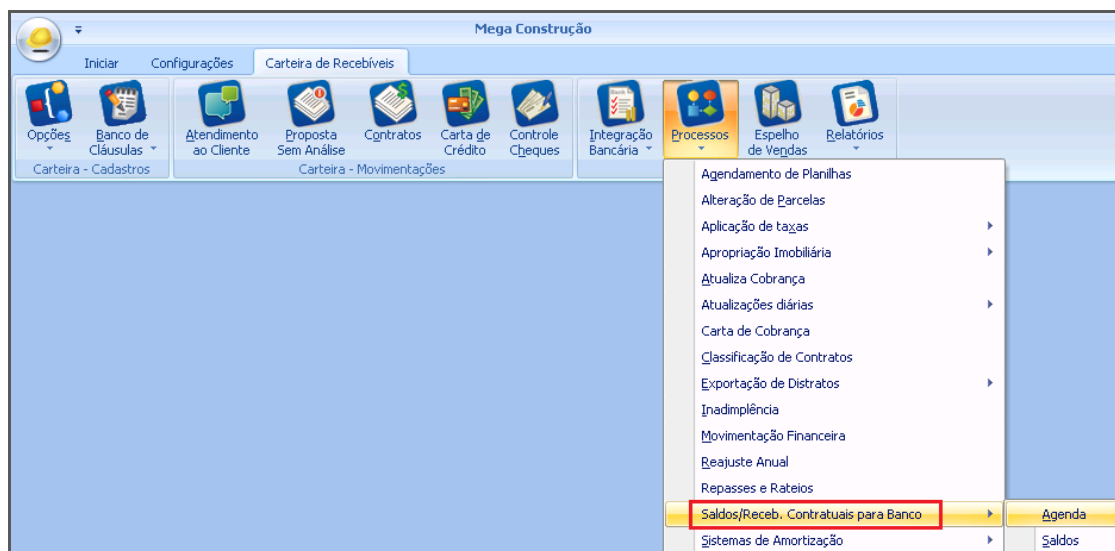 Mega Construção
Iniciar Configurações Carteira de Recebíveis
Opções Banco de Cláusulas Atendimento ao Cliente Proposta Sem Análise Contratos Carta de Crédito Controle Cheques Integração Bancária Processos Espelho de Vendas Relatórios
Carteira - Cadastros Carteira - Movimentações
Agendamento de Planilhas
Alteração de Parcelas
Aplicação de taxas
Apropriação Imobiliária
Atualiza Cobrança
Atualizações diárias
Carta de Cobrança
Classificação de Contratos
Exportação de Distratos
Inadimplência
Movimentação Financeira
Reajuste Anual
Repasses e Rateios
Saldos/Receb. Contratuais para Banco Agenda
Sistemas de Amortização Saldos